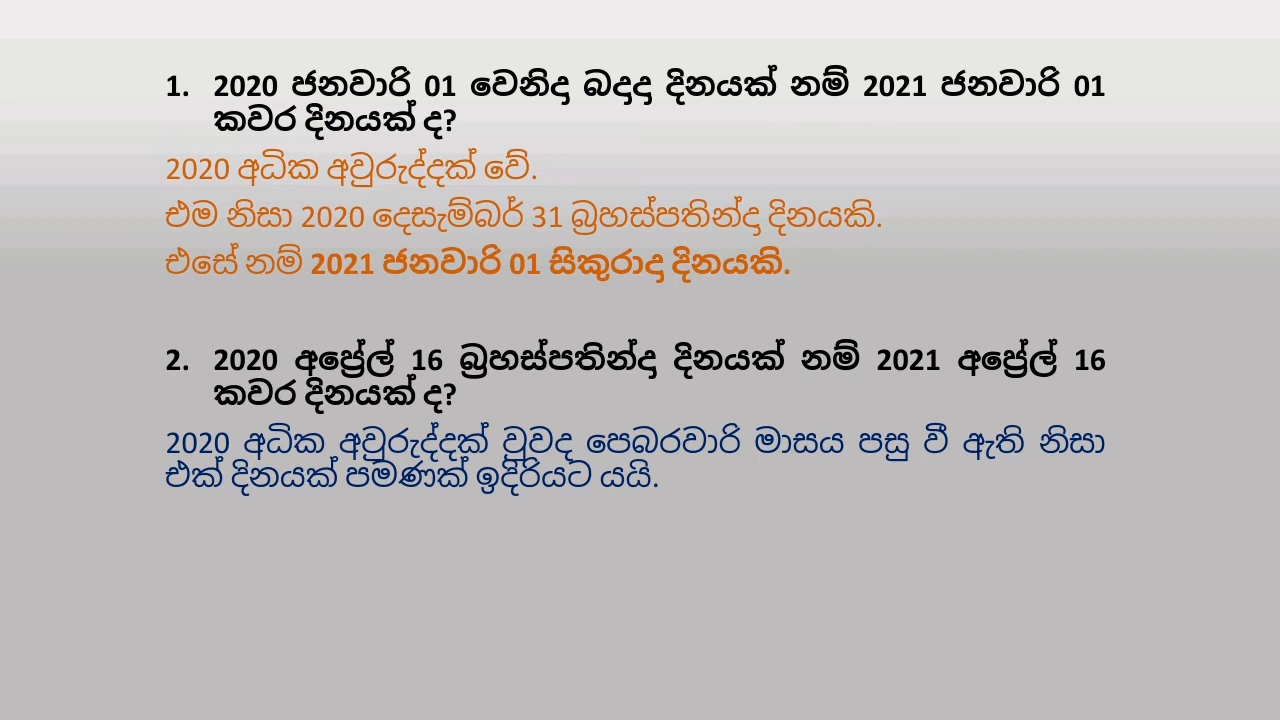 1. 2020 ජනවාරි 01 වෙනිදා බදාදා දිනයක් නම් 2021 ජනවාරි 01
කවර දිනයක් ද?
2020 අධික අවුරුද්දක් වේ.
එම නිසා 2020 දෙසැම්බර් 31 බ්‍රහස්පතින්දා දිනයකි.
එසේ නම් 2021 ජනවාරි 01 සිකුරාදා දිනයකි.
2. 2020 අප්‍රේල් 16 බ්‍රහස්පතින්දා දිනයක් නම් 2021 අප්‍රේල් 16
කවර දිනයක් ද?
2020 අධික අවුරුද්දක් වුවද පෙබරවාරි මාසය පසු වී ඇති නිසා
එක් දිනයක් පමණක් ඉදිරියට යයි.